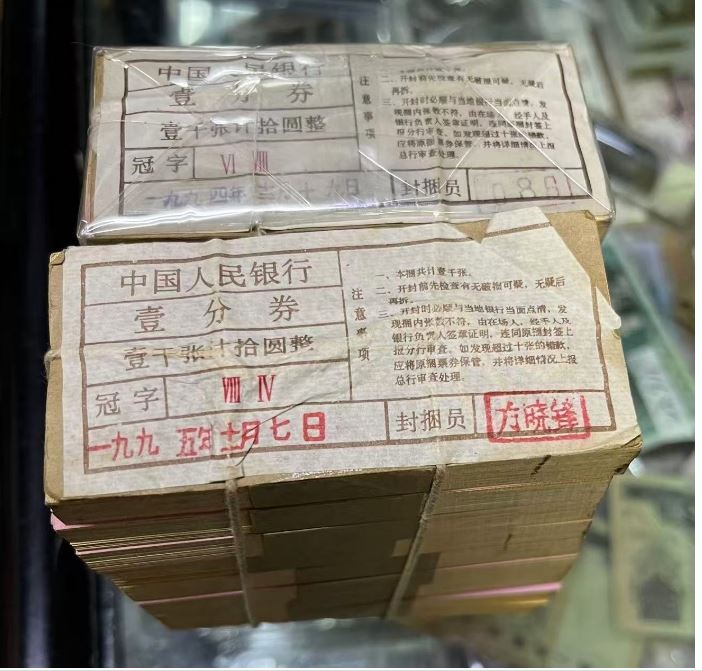 中国人民银行
壹分券
壹千张计拾圆整
冠字 VI VIII
一九九四年
封捆员
注意事项
二、开封前先检查有无破损可疑，无疑后
再拆。
三、开封时必须与当地银行当面点清，发
现捆内张数不符，由在场人，经手人及
银行负责人签章证明，连同原捆封签上
报分行审查。如发现超过十张的错款，
应将原捆票券保管，并将详细情况上报
总行审查处理。
中国人民银行
壹分券
壹千张计拾圆整
冠字 VIII IV
一九九五年十一月七日
封捆员 方晓锋
注意事项
一、本捆共计壹千张。
二、开封前先检查有无破损可疑，无疑后
再拆。
三、开封时必须与当地银行当面点清，发
现捆内张数不符，由在场人，经手人及
银行负责人签章证明，连同原捆封签上
报分行审查。如发现超过十张的错款，
应将原捆票券保管，并将详细情况上报
总行审查处理。